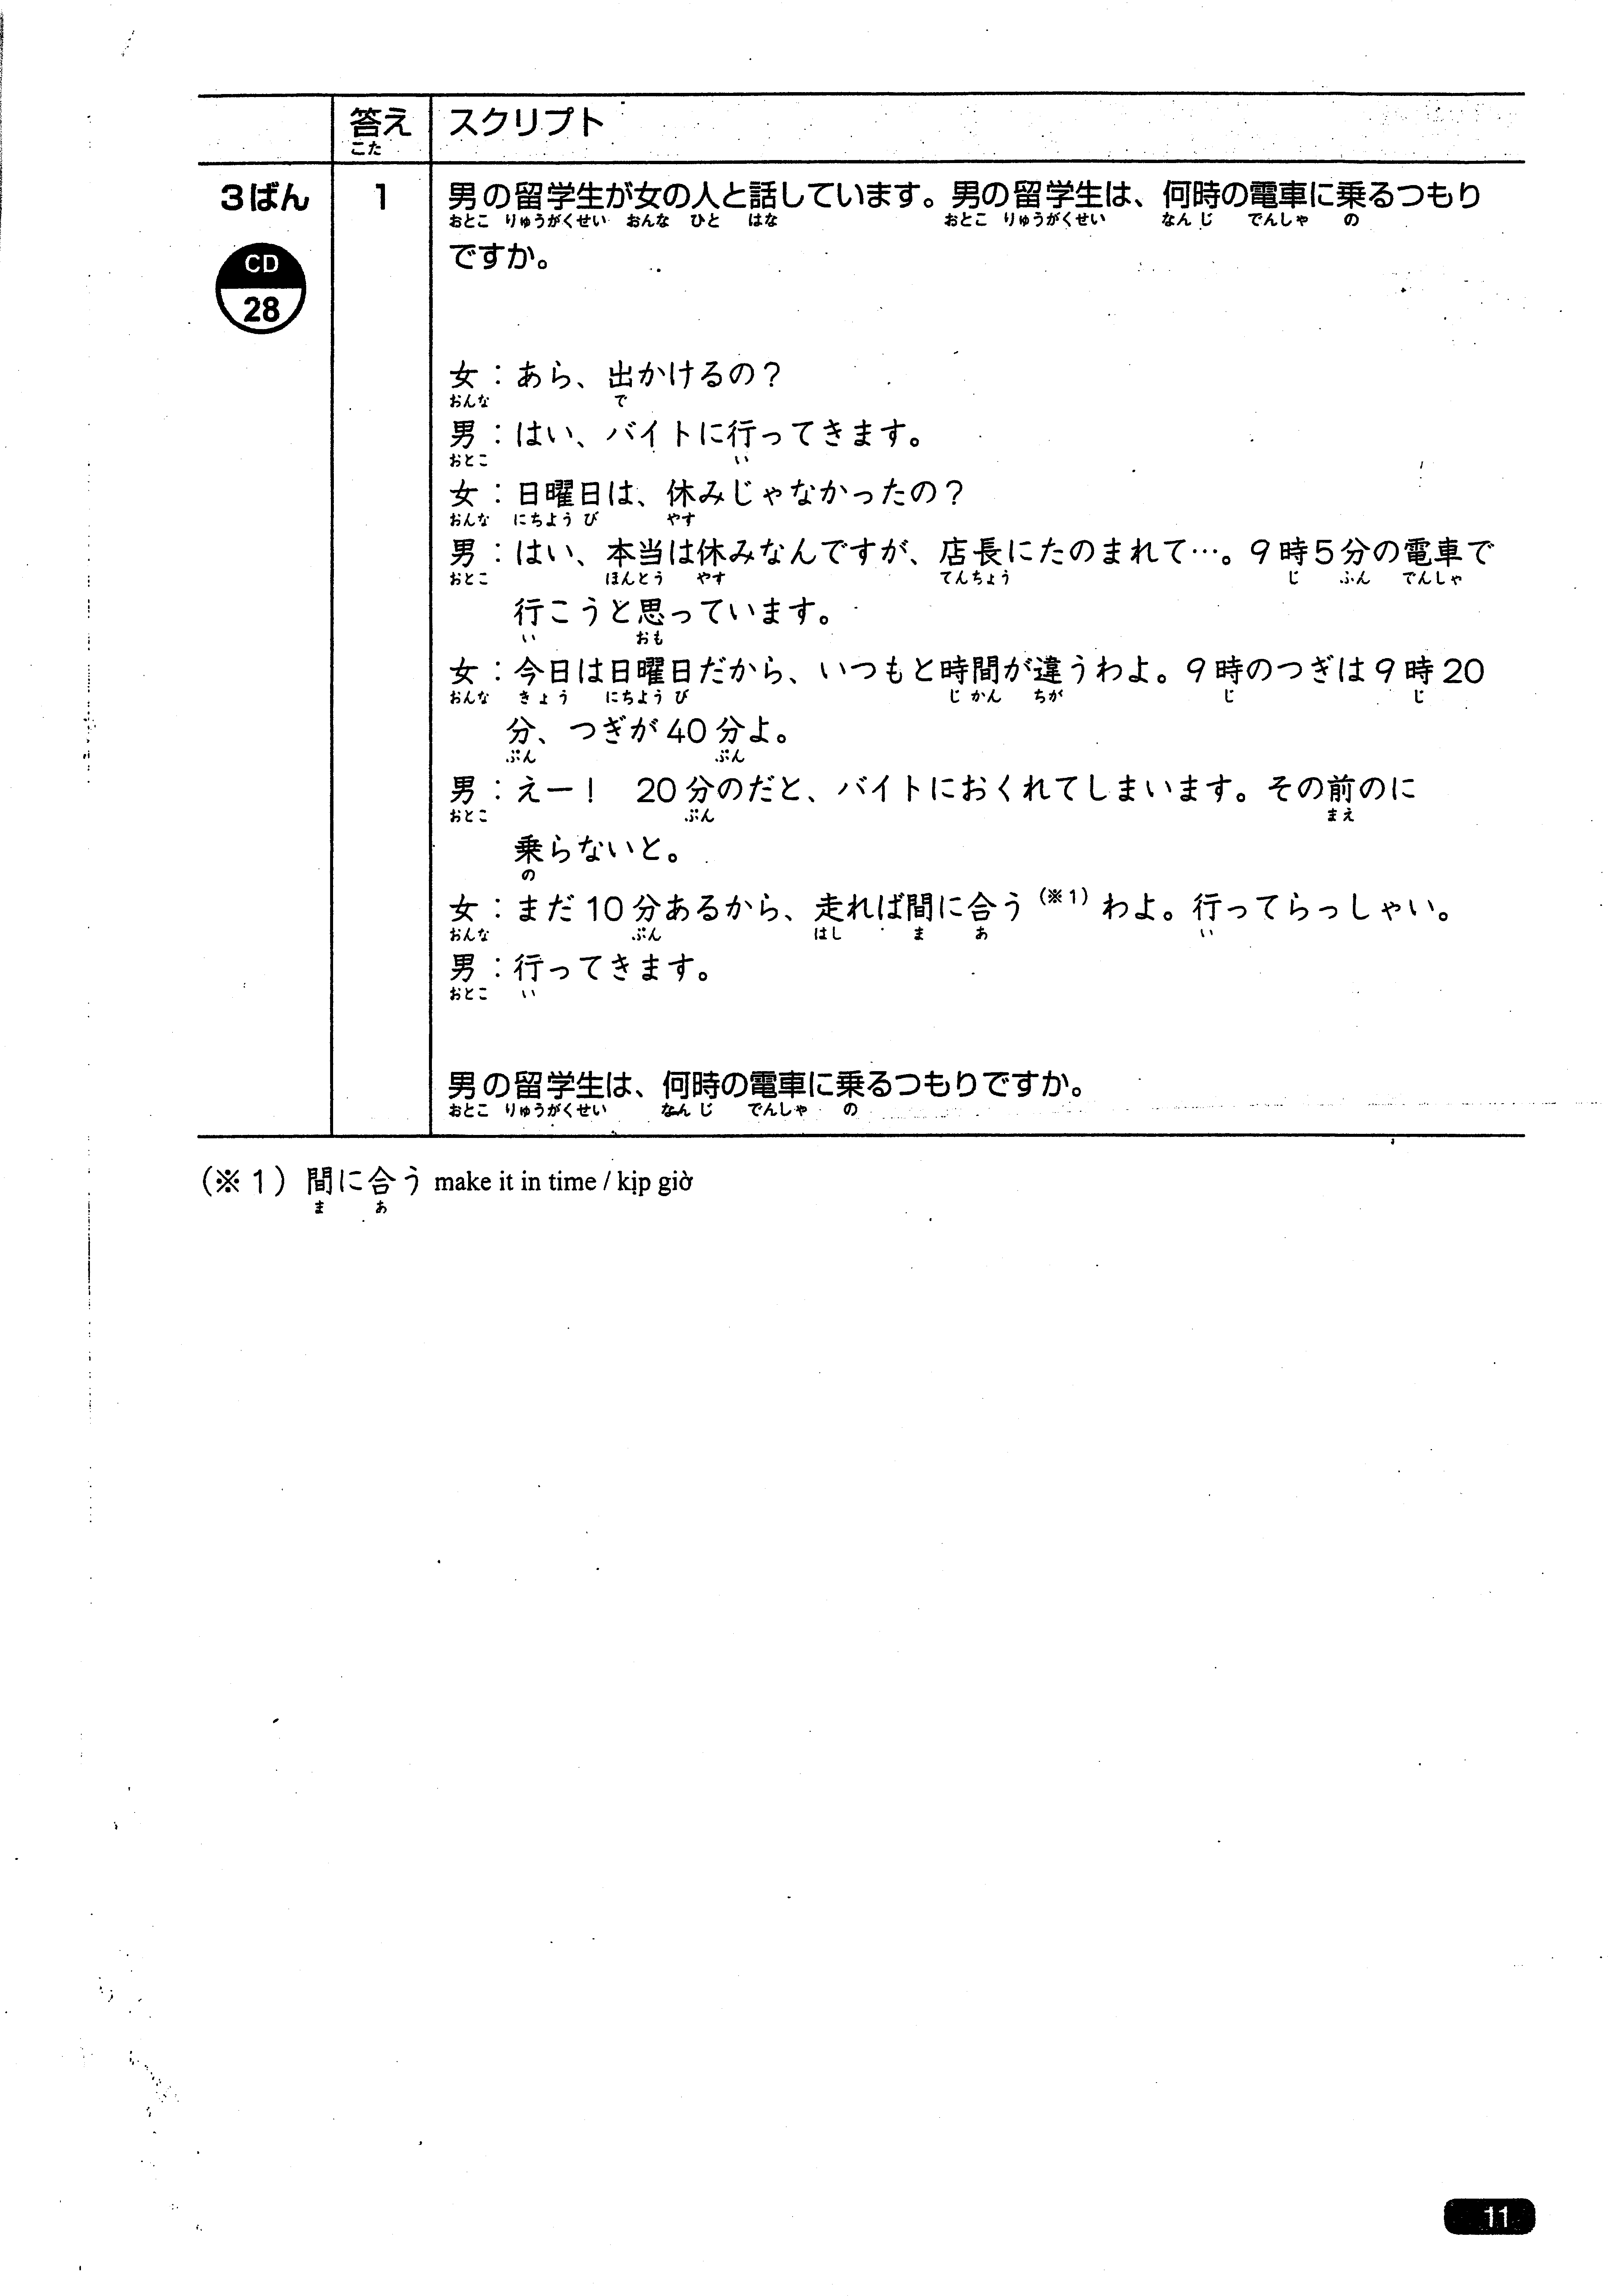 答え スクリプト
こた
3ばん 1 男の留学生が女の人と話しています。男の留学生は、何時の電車に乗るつもり
おとこ りゅうがくせい おんな ひと はな おとこ りゅうがくせい なんじ でんしゃ の
CD ですか。
28
女：あら、出かけるの？
おんな で
男：はい、バイトに行ってきます。
おとこ い
女：日曜日は、休みじゃなかったの？
おんな にちようび やす
男：はい、本当は休みなんですが、店長にたのまれて…。9時5分の電車で
おとこ ほんとう やす てんちょう じ ふん でんしゃ
行こうと思っています。
い おも
女：今日は日曜日だから、いつもと時間が違うわよ。9時のつぎは9時20
おんな きょう にちようび じかん ちが じ じ
分、つぎが40分よ。
ぷん ぷん
男：えー！ 20分のだと、バイトにおくれてしまいます。その前のに
おとこ ぷん まえ
乗らないと。
の
女：まだ10分あるから、走れば間に合う（※1）わよ。行ってらっしゃい。
おんな ぷん はし ま あ い
男：行ってきます。
おとこ い
男の留学生は、何時の電車に乗るつもりですか。
おとこ りゅうがくせい なんじ でんしゃ の
（※1）間に合う make it in time / kịp giờ
ま あ
11